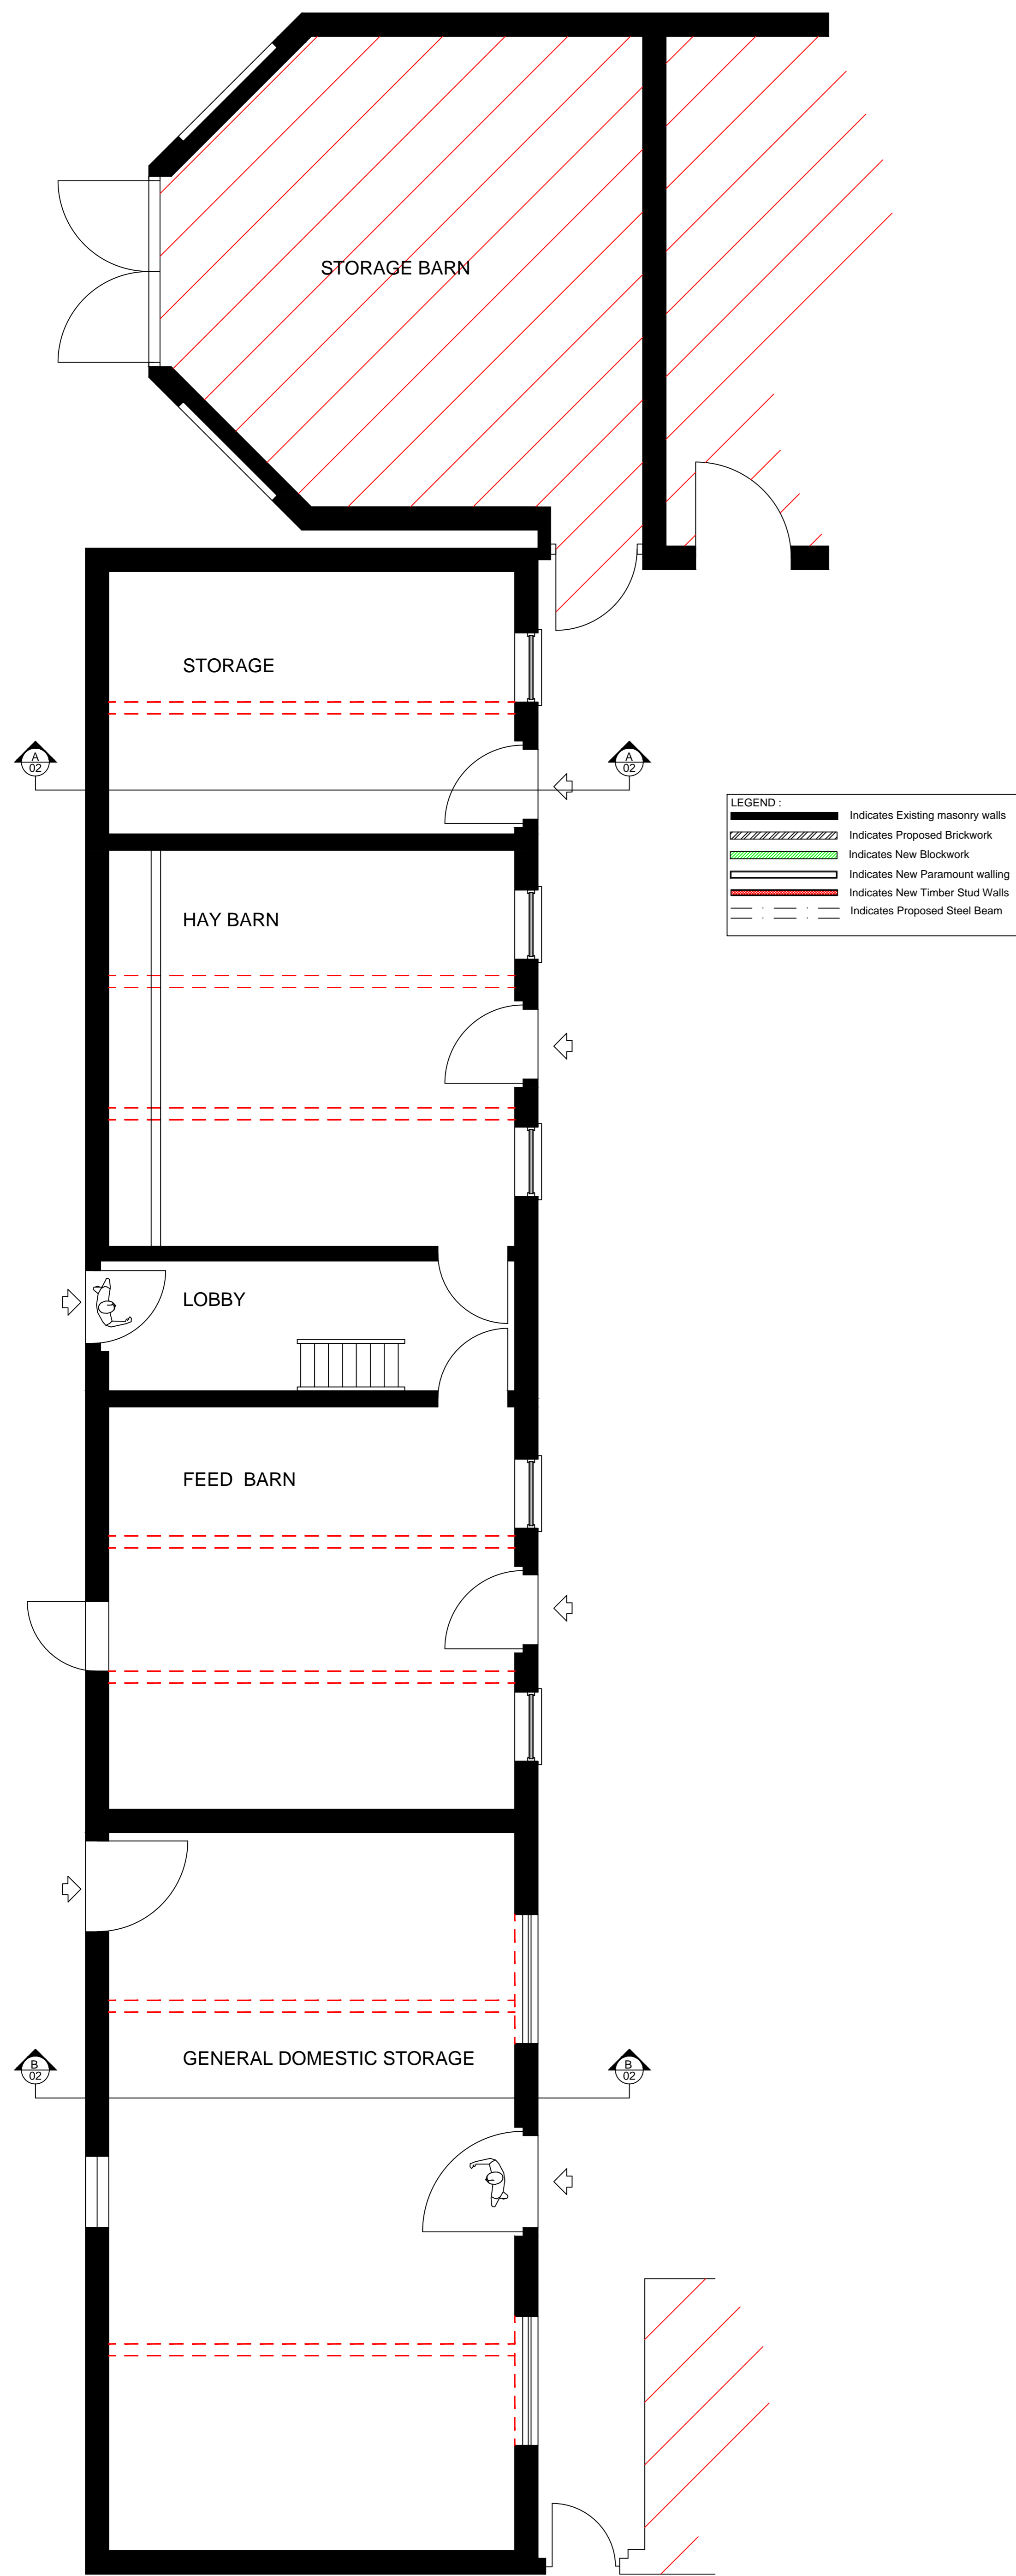 STORAGE BARN
STORAGE
A
02
A
02
LEGEND :
Indicates Existing masonry walls
Indicates Proposed Brickwork
Indicates New Blockwork
Indicates New Paramount walling
Indicates New Timber Stud Walls
Indicates Proposed Steel Beam
HAY BARN
LOBBY
FEED BARN
GENERAL DOMESTIC STORAGE
B
02
B
02